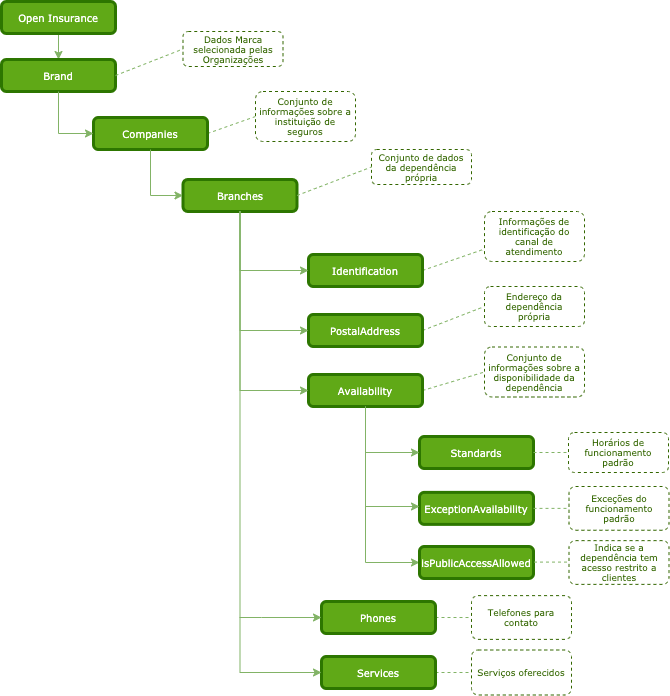 Open Insurance
Dados Marca
selecionada pelas
Organizações
Brand
Conjunto de
informações sobre a
instituição de
seguros
Companies
Conjunto de dados
da dependência
própria
Branches
Informações de
identificação do
canal de
atendimento
Identification
Endereço da
dependência
própria
PostalAddress
Conjunto de
informações sobre a
disponibilidade da
dependência
Availability
Horários de
funcionamento
padrão
Standards
Exceções do
funcionamento
padrão
ExceptionAvailability
Indica se a
dependência tem
acesso restrito a
clientes
isPublicAccessAllowed
Telefones para
contato
Phones
Serviços oferecidos
Services